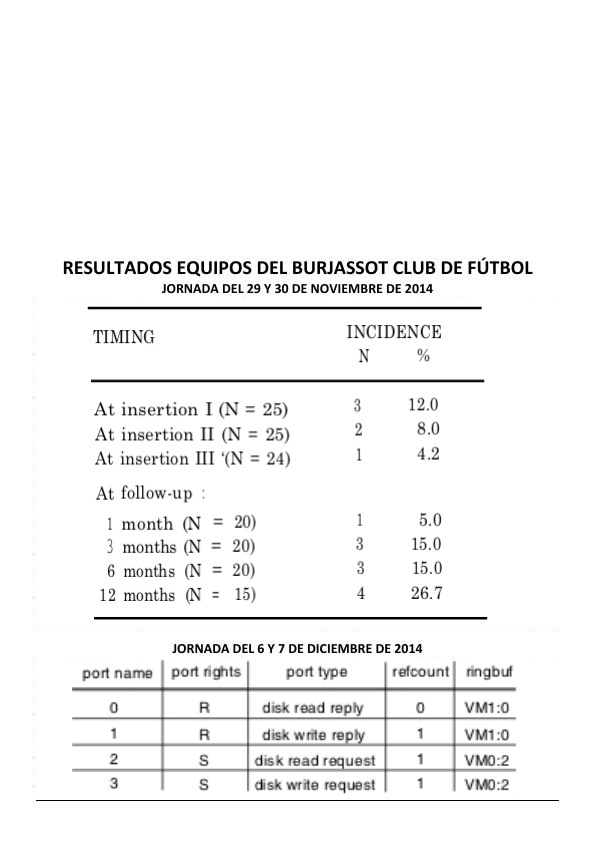 RESULTADOS EQUIPOS DEL BURJASSOT CLUB DE FÚTBOL
JORNADA DEL 29 Y 30 DE NOVIEMBRE DE 2014
TIMING INCIDENCE
N %
At insertion I (N = 25) 3 12.0
At insertion II (N = 25) 2 8.0
At insertion III ‘(N = 24) 1 4.2
At follow-up :
1 month (N = 20) 1 5.0
3 months (N = 20) 3 15.0
6 months (N = 20) 3 15.0
12 months (N = 15) 4 26.7
JORNADA DEL 6 Y 7 DE DICIEMBRE DE 2014
port name port rights port type refcount ringbuf
0 R disk read reply 0 VM1:0
1 R disk write reply 1 VM1:0
2 S disk read request 1 VM0:2
3 S disk write request 1 VM0:2